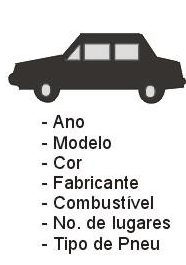 - Ano
- Modelo
- Cor
- Fabricante
- Combustível
- No. de lugares
- Tipo de Pneu